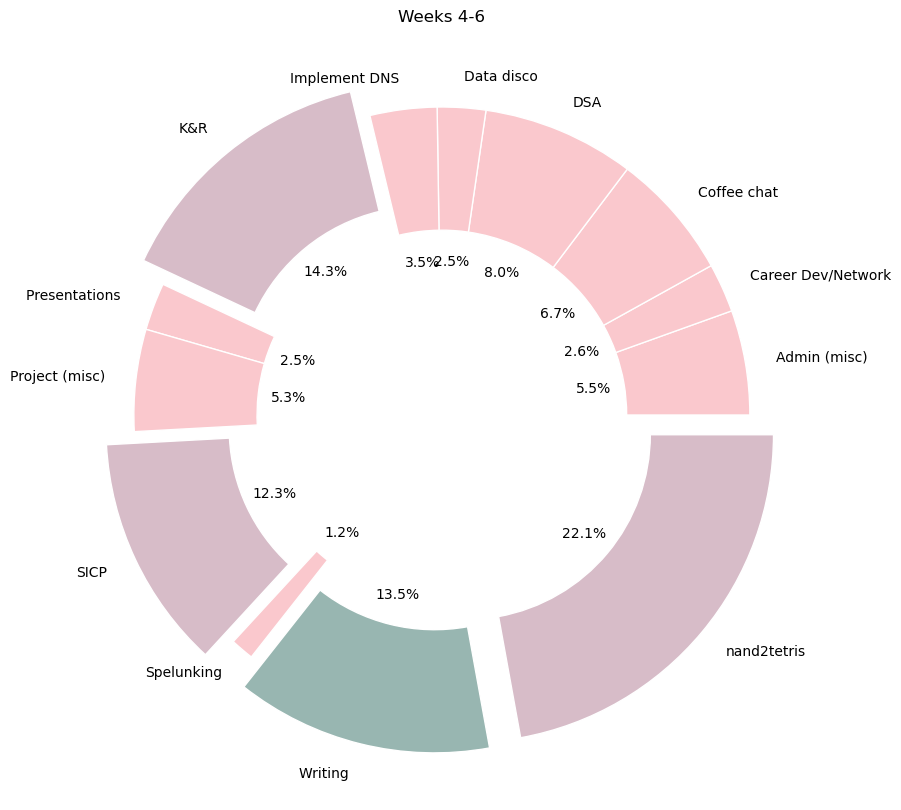 Weeks 4-6
Implement DNS
Data disco
DSA
K&R
Coffee chat
Career Dev/Network
Presentations
Admin (misc)
Project (misc)
SICP
Spelunking
Writing
nand2tetris
14.3%
3.5%
2.5%
8.0%
6.7%
2.6%
5.5%
2.5%
5.3%
12.3%
1.2%
13.5%
22.1%